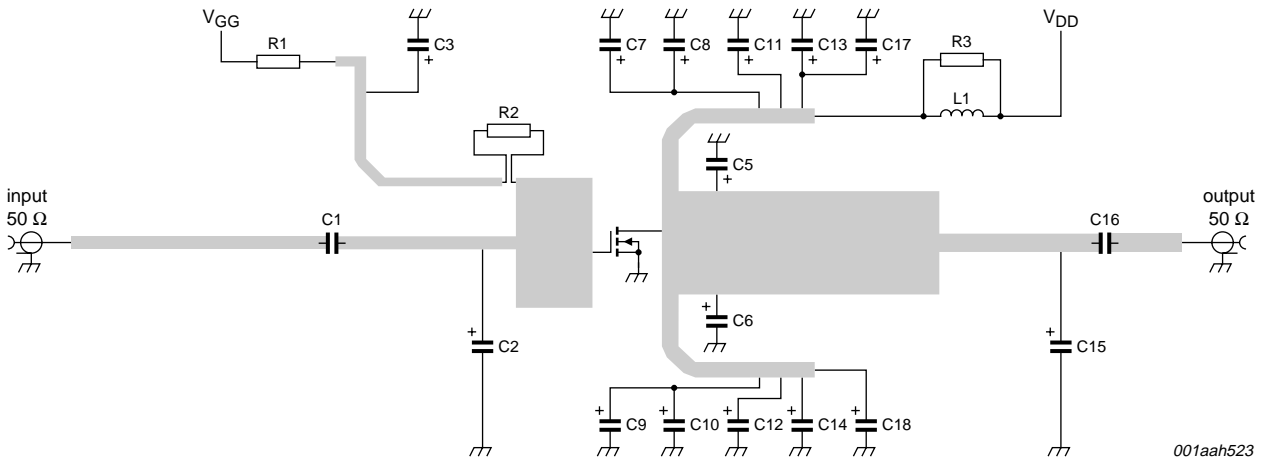 VGG
R1
C3
C7
C8
C11
C13
C17
VDD
R3
L1
R2
C5
input
50 Ω
C1
output
50 Ω
C16
C2
C6
C15
C9
C10
C12
C14
C18
001aah523